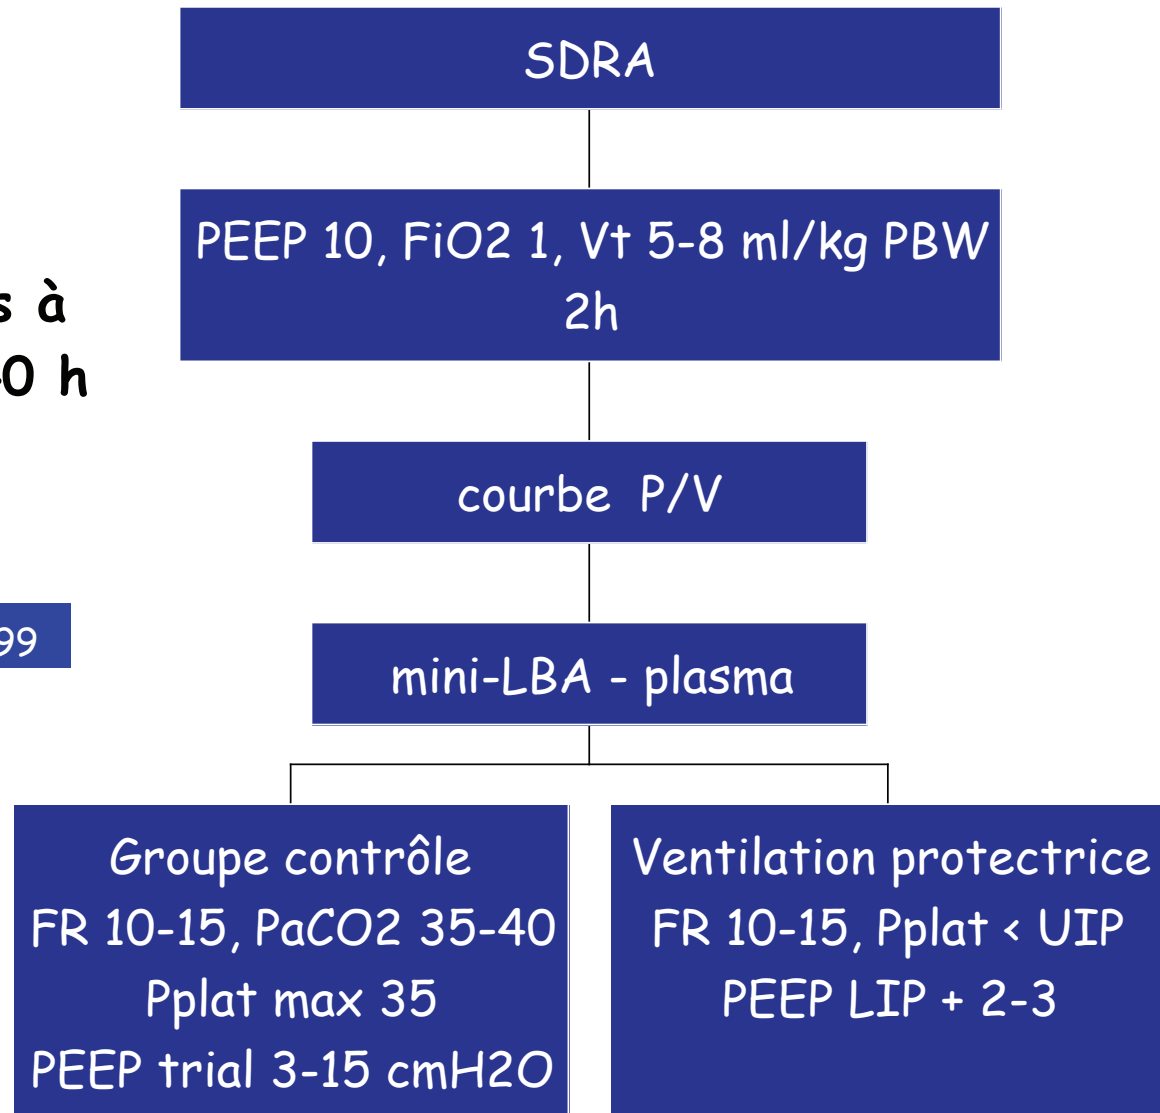 SDRA
PEEP 10, FiO2 1, Vt 5-8 ml/kg PBW
2h
s à
0 h
courbe P/V
99
mini-LBA - plasma
Groupe contrôle
FR 10-15, PaCO2 35-40
Pplat max 35
PEEP trial 3-15 cmH2O
Ventilation protectrice
FR 10-15, Pplat < UIP
PEEP LIP + 2-3